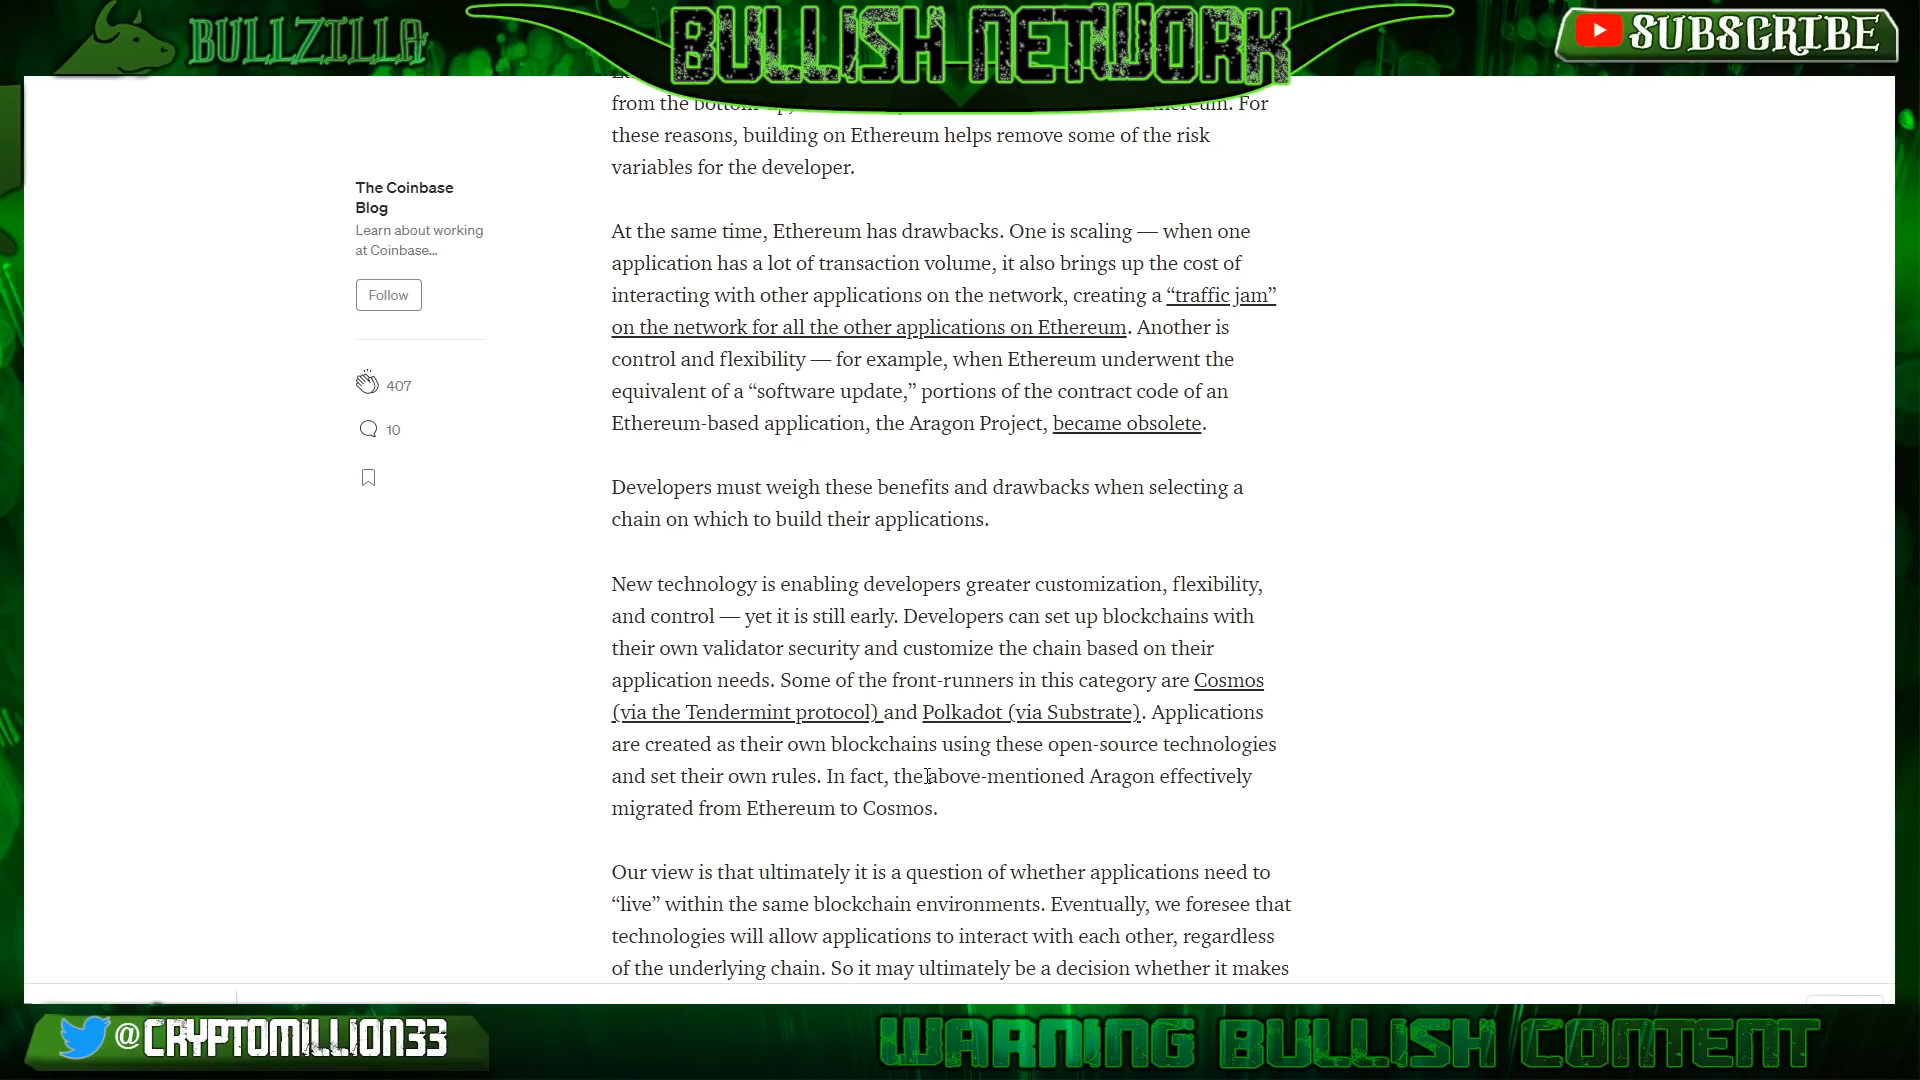 BULLZILLA
BULLISH NETWORK
SUBSCRIBE
from the
Ethereum. For
these reasons, building on Ethereum helps remove some of the risk
variables for the developer.
The Coinbase
Blog
Learn about working
at Coinbase...
Follow
407
10
At the same time, Ethereum has drawbacks. One is scaling — when one
application has a lot of transaction volume, it also brings up the cost of
interacting with other applications on the network, creating a “traffic jam”
on the network for all the other applications on Ethereum. Another is
control and flexibility — for example, when Ethereum underwent the
equivalent of a “software update,” portions of the contract code of an
Ethereum-based application, the Aragon Project, became obsolete.
Developers must weigh these benefits and drawbacks when selecting a
chain on which to build their applications.
New technology is enabling developers greater customization, flexibility,
and control — yet it is still early. Developers can set up blockchains with
their own validator security and customize the chain based on their
application needs. Some of the front-runners in this category are Cosmos
(via the Tendermint protocol) and Polkadot (via Substrate). Applications
are created as their own blockchains using these open-source technologies
and set their own rules. In fact, the above-mentioned Aragon effectively
migrated from Ethereum to Cosmos.
Our view is that ultimately it is a question of whether applications need to
“live” within the same blockchain environments. Eventually, we foresee that
technologies will allow applications to interact with each other, regardless
of the underlying chain. So it may ultimately be a decision whether it makes
@CRYPTOMILLION33
WARNING BULLISH CONTENT